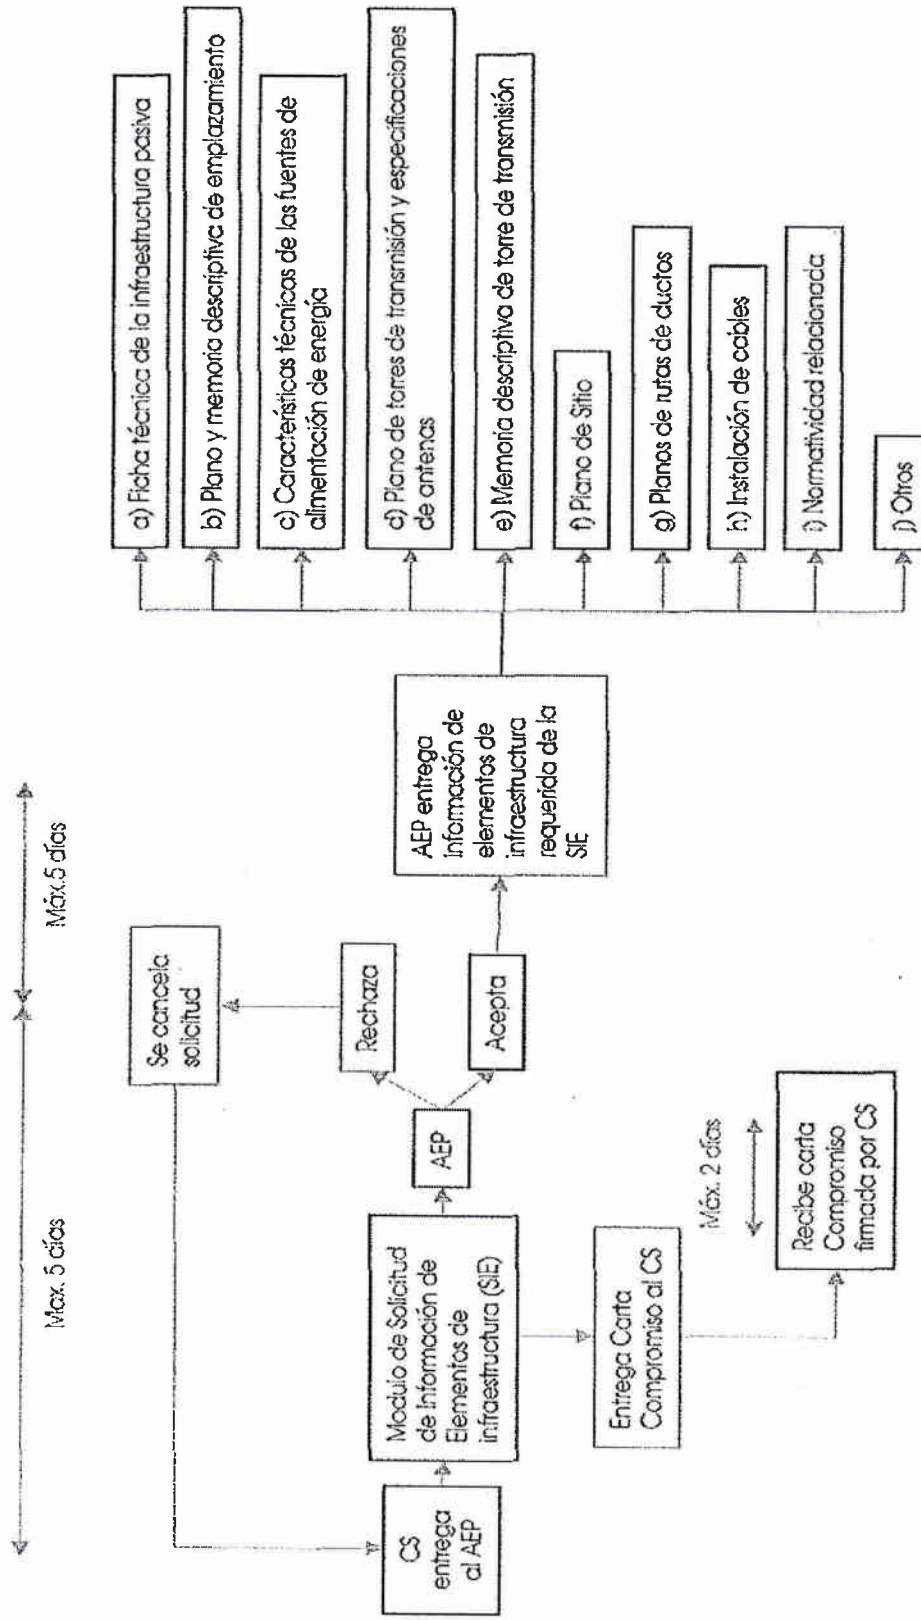 Max. 5 días
Máx.5 días
CS
entrega
al AEP
Modulo de Solicitud
de Información de
Elementos de
infraestructura (SIE)
AEP
Se cancela
solicitud
Rechaza
Acepta
Entrega Carta
Compromiso al CS
Máx. 2 días
Recibe carta
Compromiso
firmada por CS
AEP entrega
información de
elementos de
infraestructura
requerida de la
SIE
a) Ficha técnica de la infraestructura pasiva
b) Plano y memoria descriptiva de emplazamiento
c) Características técnicas de las fuentes de
alimentación de energía
d) Plano de torres de transmisión y especificaciones
de antenas
e) Memoria descriptiva de torre de transmisión
f) Plano de Sitio
g) Planos de rutas de ductos
h) Instalación de cables
i) Normatividad relacionada
j) Otros